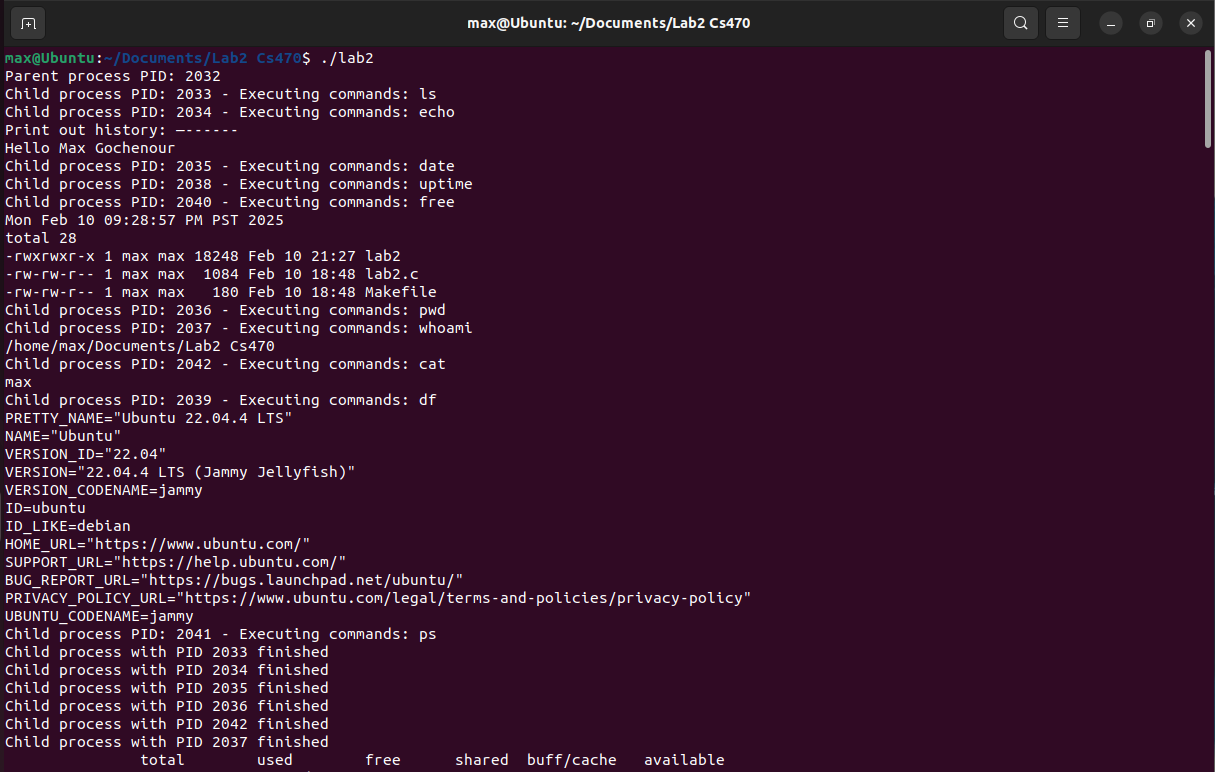 max@Ubuntu: ~/Documents/Lab2 Cs470
max@Ubuntu:~/Documents/Lab2 Cs470$ ./lab2
Parent process PID: 2032
Child process PID: 2033 - Executing commands: ls
Child process PID: 2034 - Executing commands: echo
Print out history: —------
Hello Max Gochenour
Child process PID: 2035 - Executing commands: date
Child process PID: 2038 - Executing commands: uptime
Child process PID: 2040 - Executing commands: free
Mon Feb 10 09:28:57 PM PST 2025
total 28
-rwxrwxr-x 1 max max 18248 Feb 10 21:27 lab2
-rw-rw-r-- 1 max max  1084 Feb 10 18:48 lab2.c
-rw-rw-r-- 1 max max   180 Feb 10 18:48 Makefile
Child process PID: 2036 - Executing commands: pwd
Child process PID: 2037 - Executing commands: whoami
/home/max/Documents/Lab2 Cs470
Child process PID: 2042 - Executing commands: cat
max
Child process PID: 2039 - Executing commands: df
PRETTY_NAME="Ubuntu 22.04.4 LTS"
NAME="Ubuntu"
VERSION_ID="22.04"
VERSION="22.04.4 LTS (Jammy Jellyfish)"
VERSION_CODENAME=jammy
ID=ubuntu
ID_LIKE=debian
HOME_URL="https://www.ubuntu.com/"
SUPPORT_URL="https://help.ubuntu.com/"
BUG_REPORT_URL="https://bugs.launchpad.net/ubuntu/"
PRIVACY_POLICY_URL="https://www.ubuntu.com/legal/terms-and-policies/privacy-policy"
UBUNTU_CODENAME=jammy
Child process PID: 2041 - Executing commands: ps
Child process with PID 2033 finished
Child process with PID 2034 finished
Child process with PID 2035 finished
Child process with PID 2036 finished
Child process with PID 2042 finished
Child process with PID 2037 finished
               total        used        free      shared  buff/cache   available